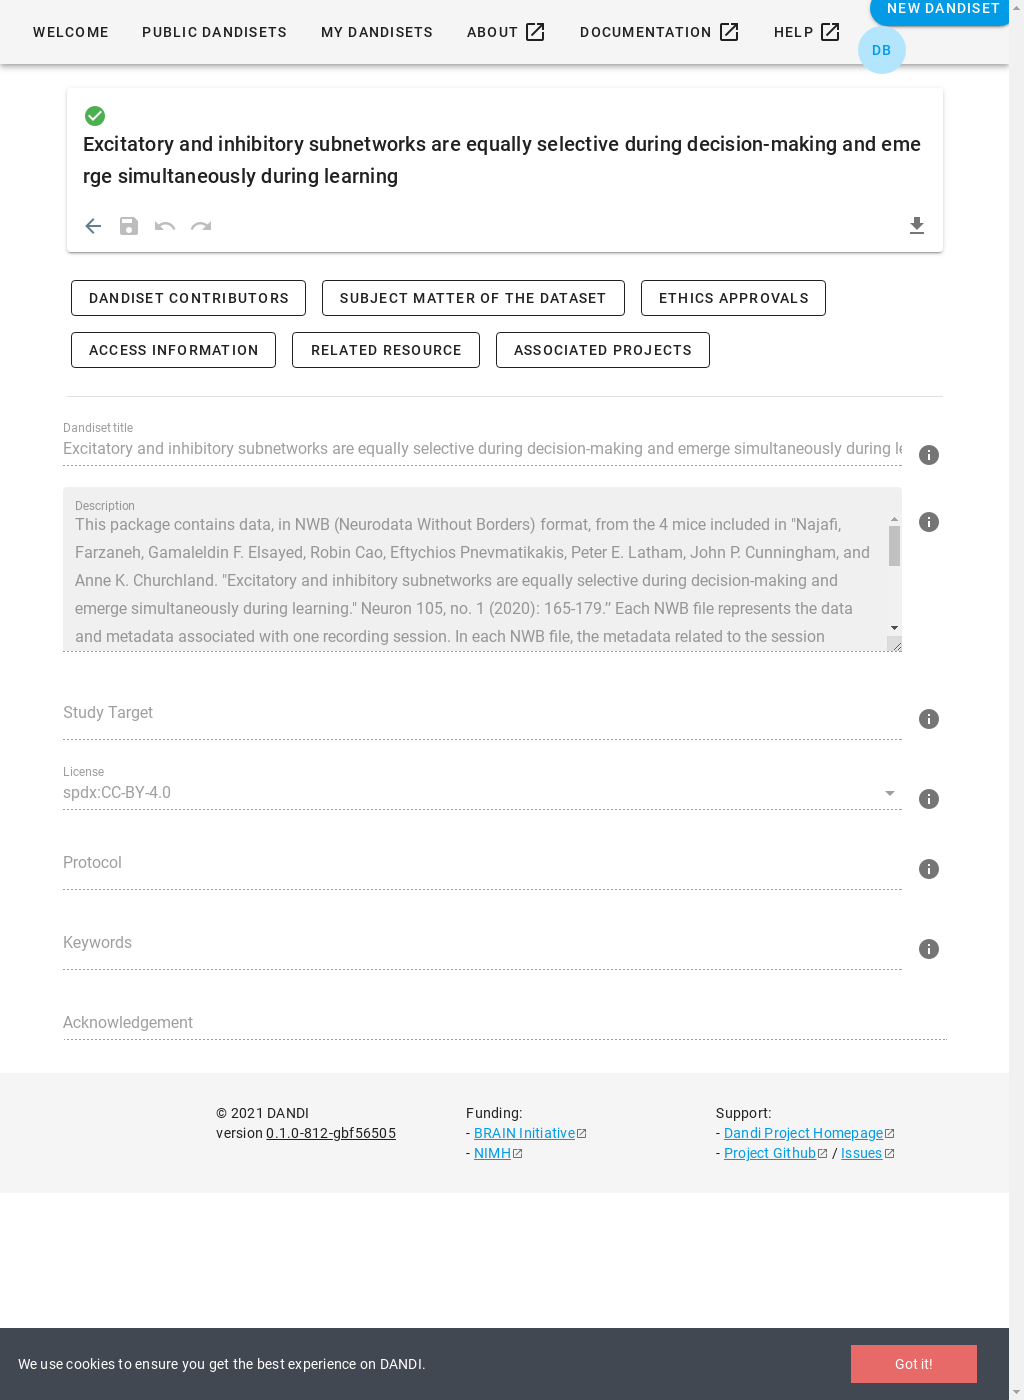 WELCOME PUBLIC DANDISETS MY DANDISETS ABOUT DOCUMENTATION HELP NEW DANDISET
DB
Excitatory and inhibitory subnetworks are equally selective during decision-making and eme
rge simultaneously during learning
DANDISET CONTRIBUTORS SUBJECT MATTER OF THE DATASET ETHICS APPROVALS
ACCESS INFORMATION RELATED RESOURCE ASSOCIATED PROJECTS
Dandiset title
Excitatory and inhibitory subnetworks are equally selective during decision-making and emerge simultaneously during le
Description
This package contains data, in NWB (Neurodata Without Borders) format, from the 4 mice included in "Najafi,
Farzaneh, Gamaleldin F. Elsayed, Robin Cao, Eftychios Pnevmatikakis, Peter E. Latham, John P. Cunningham, and
Anne K. Churchland. "Excitatory and inhibitory subnetworks are equally selective during decision-making and
emerge simultaneously during learning." Neuron 105, no. 1 (2020): 165-179.” Each NWB file represents the data
and metadata associated with one recording session. In each NWB file, the metadata related to the session
Study Target
License
spdx:CC-BY-4.0
Protocol
Keywords
Acknowledgement
© 2021 DANDI
version 0.1.0-812-gbf56505
Funding:
- BRAIN Initiative
- NIMH
Support:
- Dandi Project Homepage
- Project Github / Issues
We use cookies to ensure you get the best experience on DANDI.
Got it!